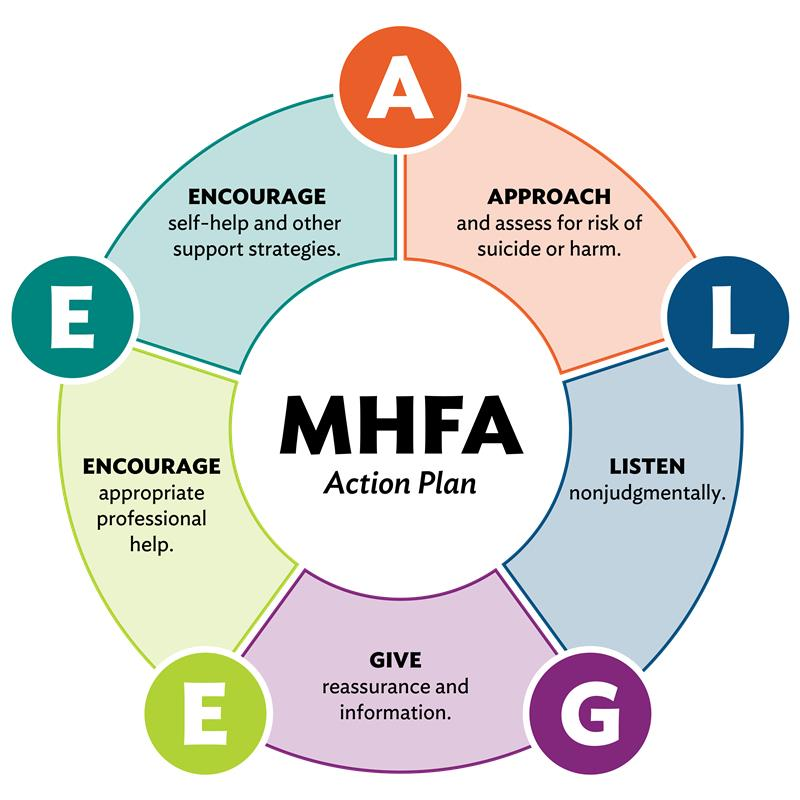 A
APPROACH
and assess for risk of
suicide or harm.
L
LISTEN
nonjudgmentally.
G
GIVE
reassurance and
information.
E
ENCOURAGE
appropriate
professional
help.
E
ENCOURAGE
self-help and other
support strategies.
MHFA
Action Plan